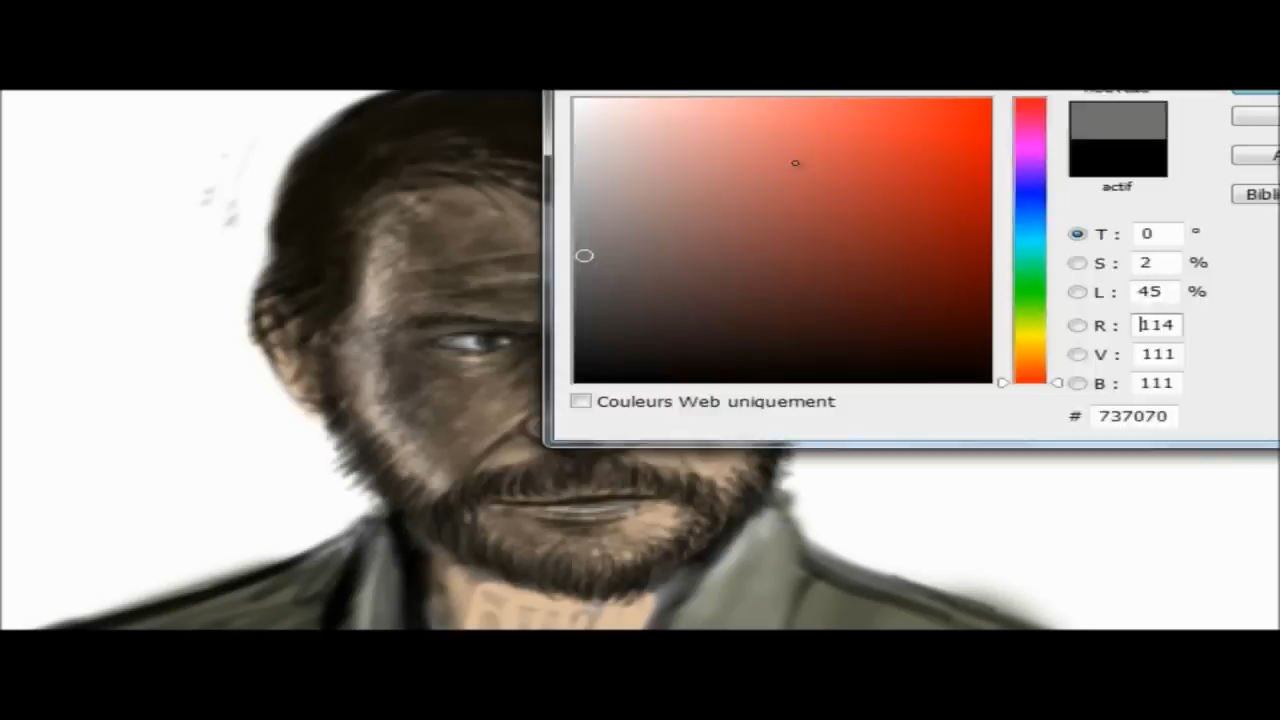 actif
Bibli
T : 0 °
S : 2 %
L : 45 %
R : 114
V : 111
B : 111
# 737070
Couleurs Web uniquement